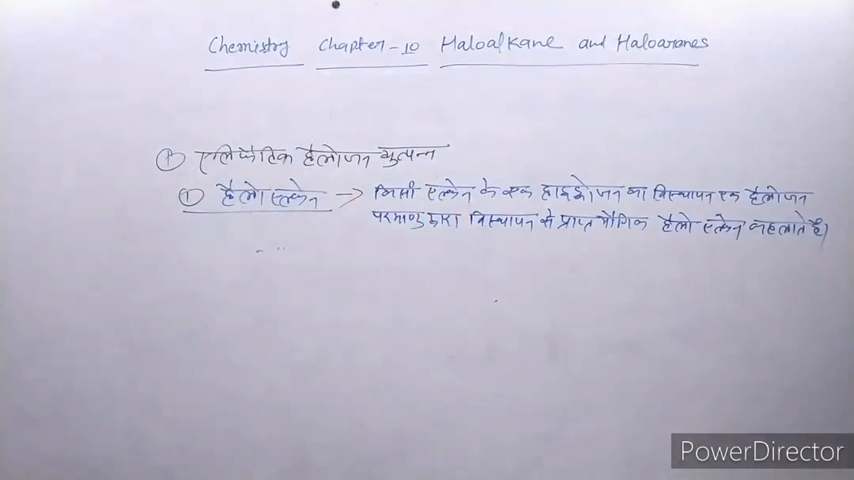 Chemistry Chapter-10 Haloalkane and Haloarenes
① एलिफैटिक हैलोजन व्युत्पन्न
① हैलो एल्केन → किसी एल्केन के एक हाइड्रोजन का विस्थापन एक हैलोजन
परमाणु द्वारा विस्थापन से प्राप्त यौगिक हैलो एल्केन कहलाते है।
PowerDirector